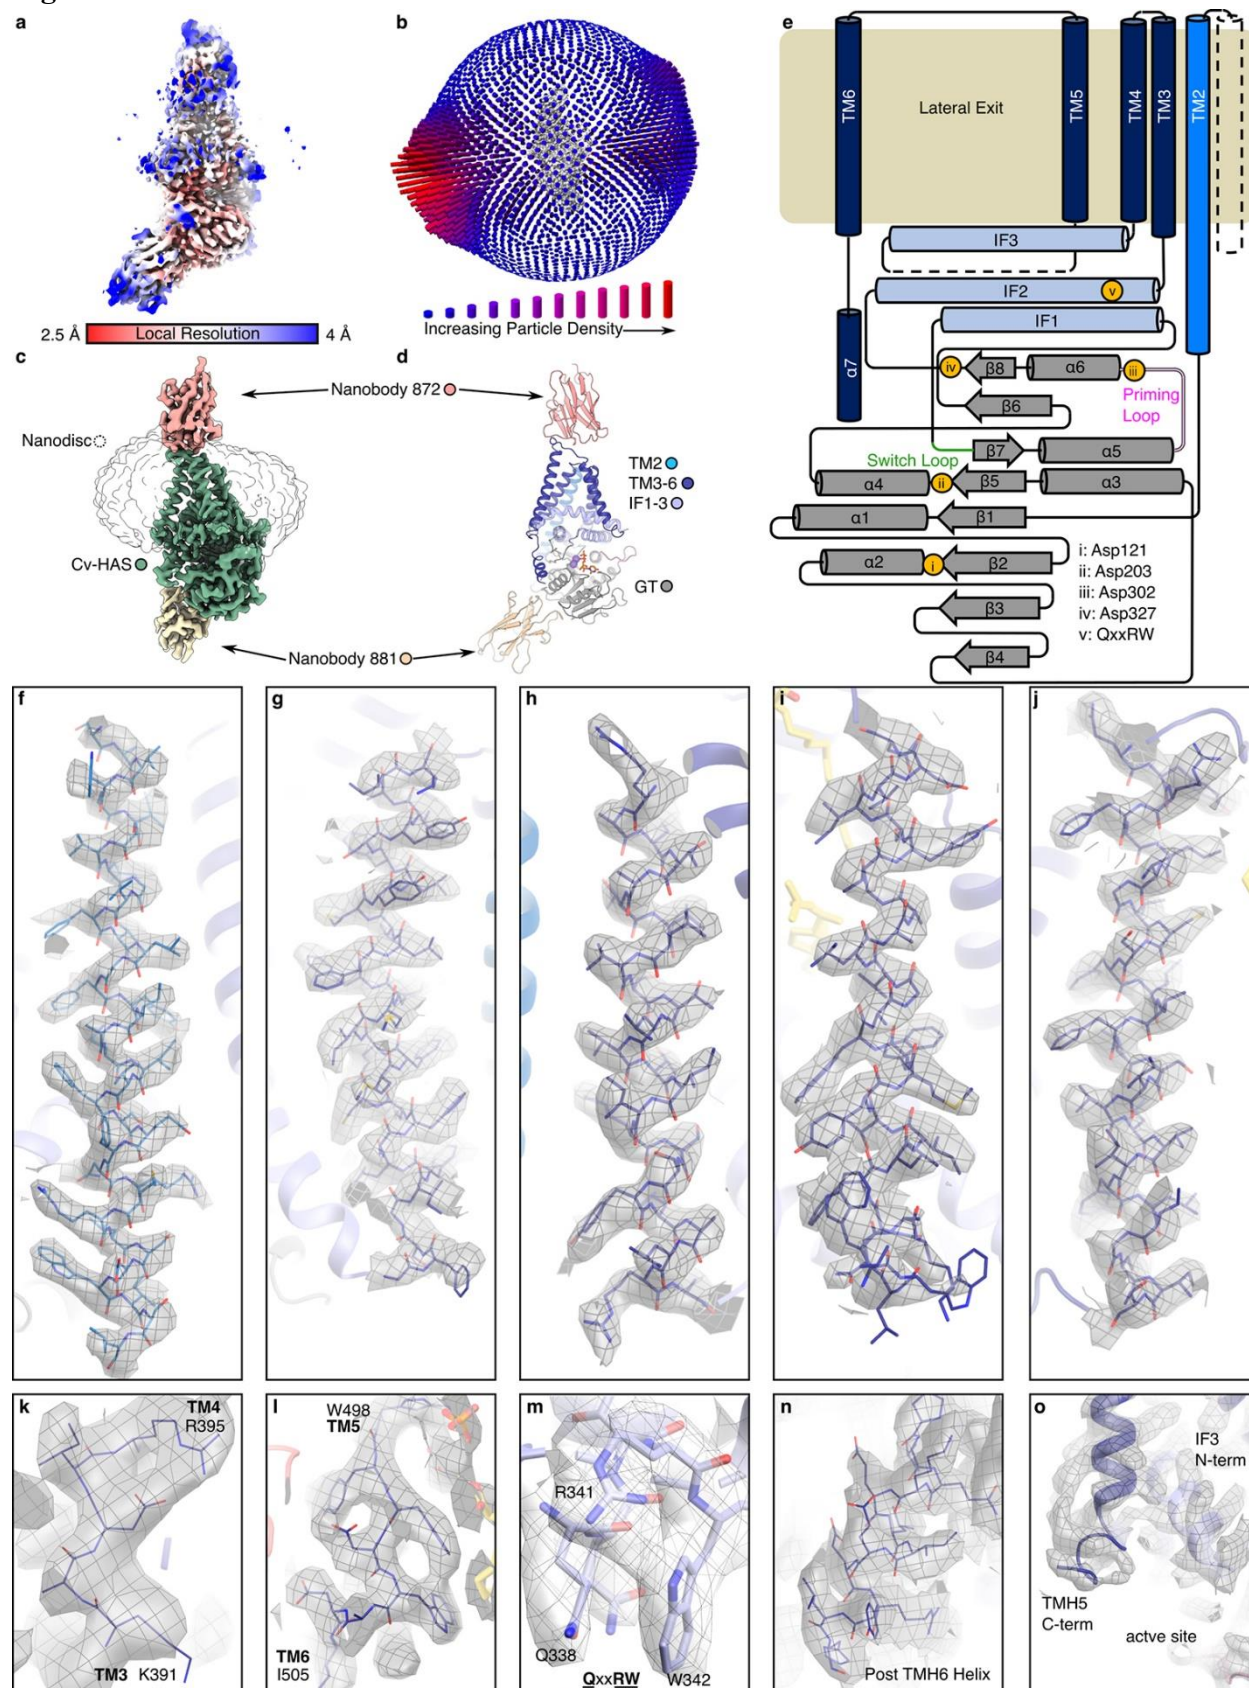 a
b
e
TM6
TM5
TM4
TM3
TM2
Lateral Exit
IF3
IF2
v
IF1
α7
iv
β8
α6
iii
β6
Priming
Loop
β7
α5
Switch Loop
α4
ii
β5
α3
α1
β1
α2
i
β2
β3
β4
i: Asp121
ii: Asp203
iii: Asp302
iv: Asp327
v: QxxRW
2.5 Å
Local Resolution
4 Å
Increasing Particle Density
c
d
Nanobody 872
Nanodisc
TM2
TM3-6
IF1-3
Cv-HAS
GT
Nanobody 881
f
g
h
i
j
k
TM4
R395
TM3 K391
l
W498
TM5
TM6
I505
m
R341
Q338
QxxRW
W342
n
Post TMH6 Helix
o
IF3
N-term
TMH5
C-term
actve site